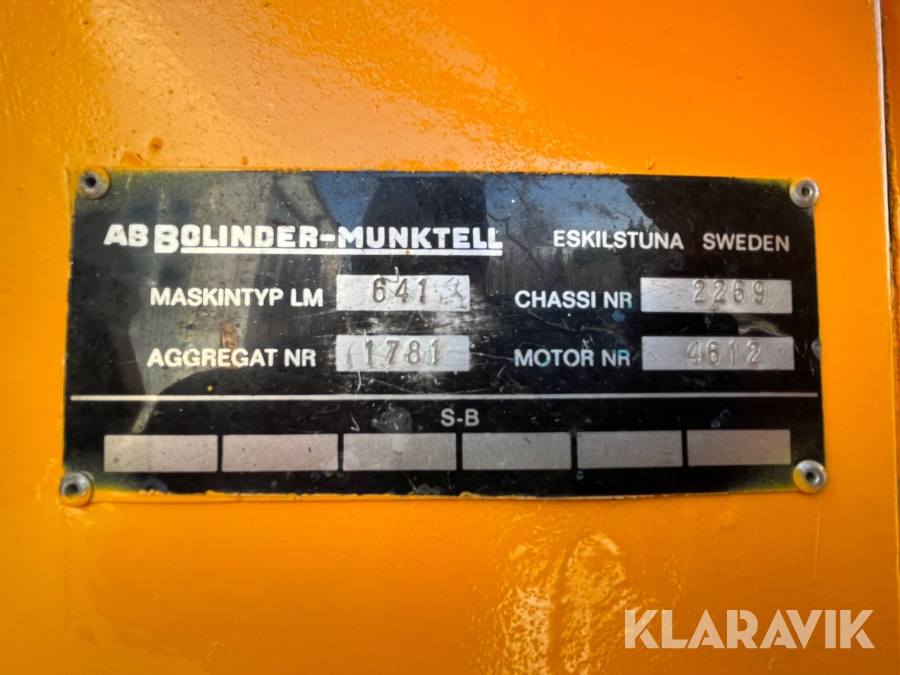 AB BOLINDER-MUNKTELL ESKILSTUNA SWEDEN
MASKINTYP LM 641 CHASSI NR 2269
AGGREGAT NR 1781 MOTOR NR 4612
S-B
KLARAVIK